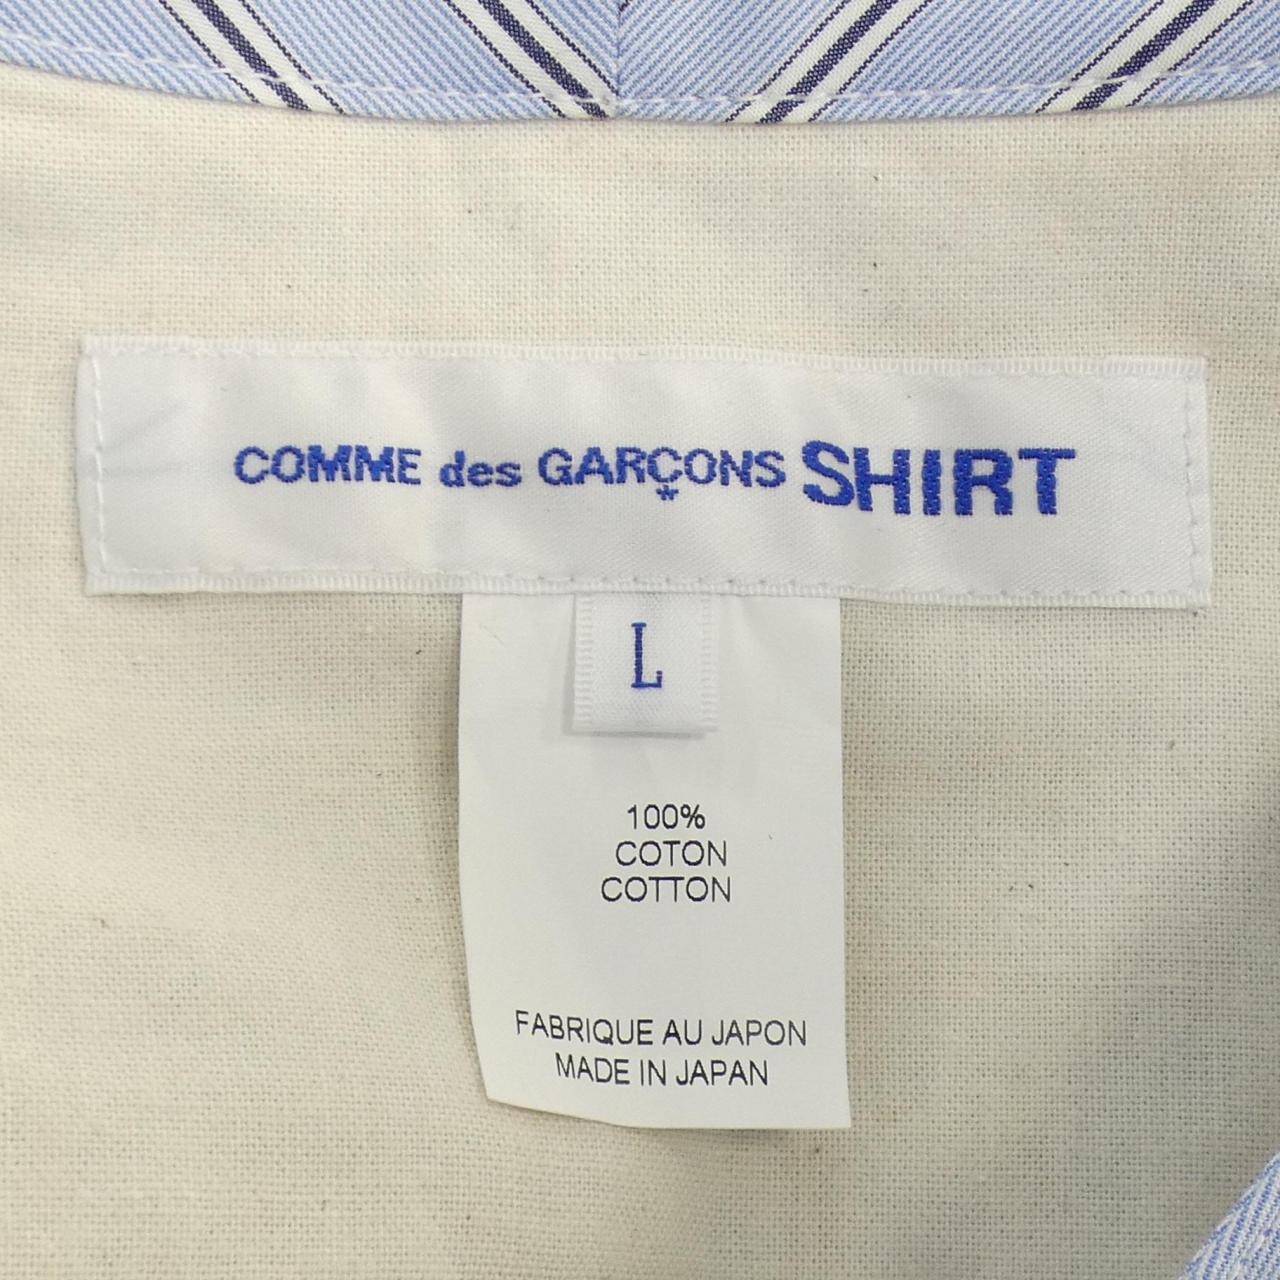 COMME des GARÇONS SHIRT
L
100%
COTON
COTTON
FABRIQUE AU JAPON
MADE IN JAPAN